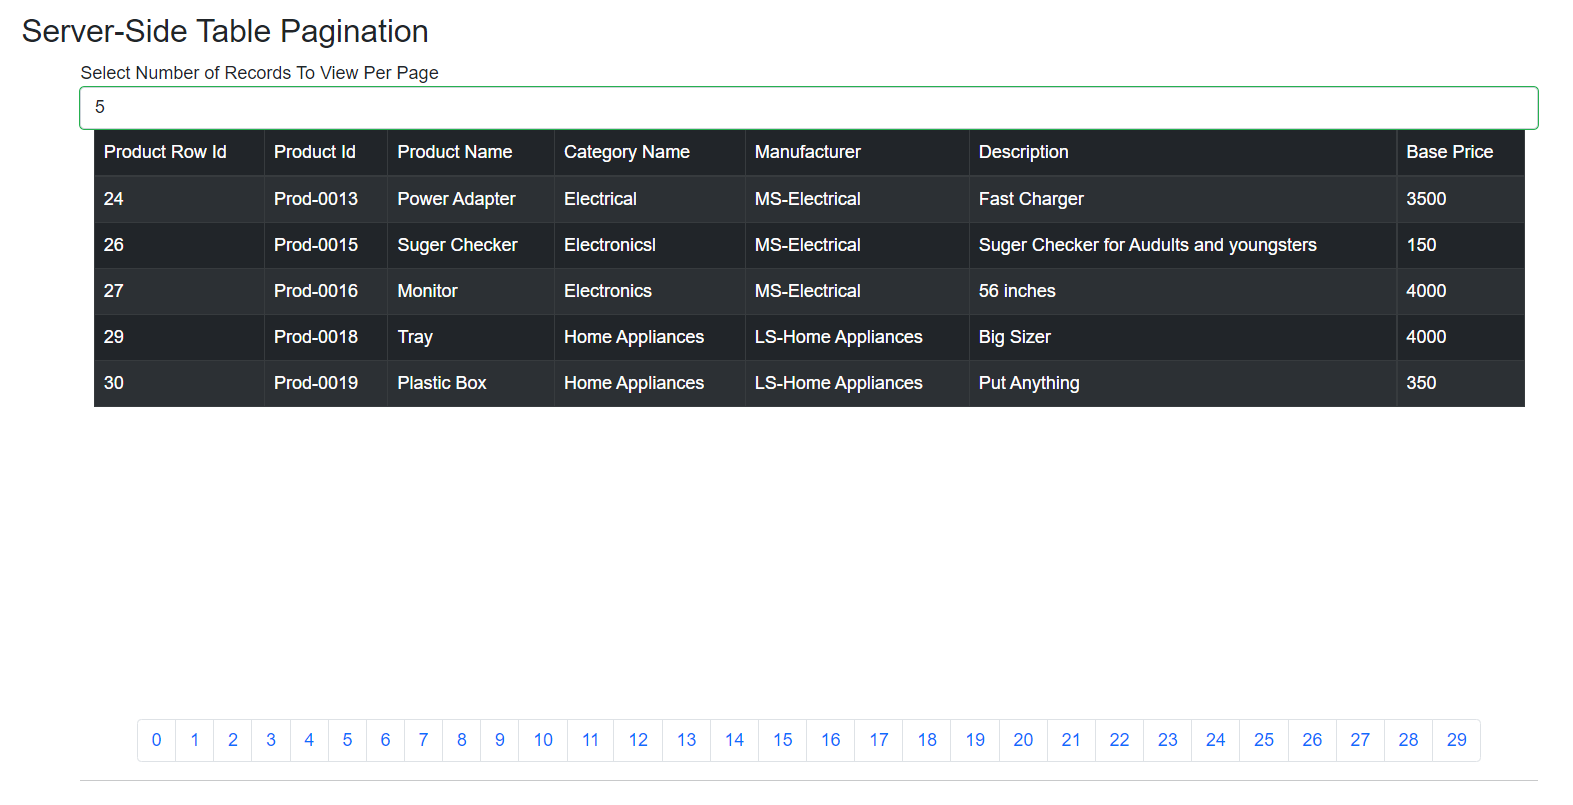 Server-Side Table Pagination
Select Number of Records To View Per Page
5
Product Row Id Product Id Product Name Category Name Manufacturer Description Base Price
24 Prod-0013 Power Adapter Electrical MS-Electrical Fast Charger 3500
26 Prod-0015 Suger Checker Electronicsl MS-Electrical Suger Checker for Audults and youngsters 150
27 Prod-0016 Monitor Electronics MS-Electrical 56 inches 4000
29 Prod-0018 Tray Home Appliances LS-Home Appliances Big Sizer 4000
30 Prod-0019 Plastic Box Home Appliances LS-Home Appliances Put Anything 350
0 1 2 3 4 5 6 7 8 9 10 11 12 13 14 15 16 17 18 19 20 21 22 23 24 25 26 27 28 29